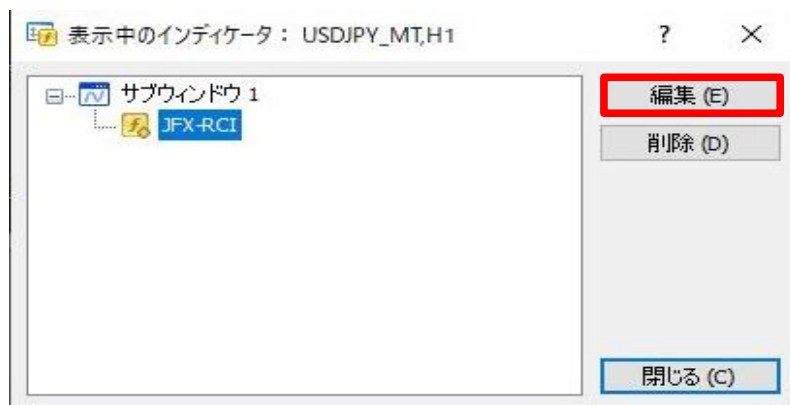 表示中のインディケータ： USDJPY_MT,H1
?
サブウィンドウ 1
JFX-RCI
編集 (E)
削除 (D)
閉じる (C)